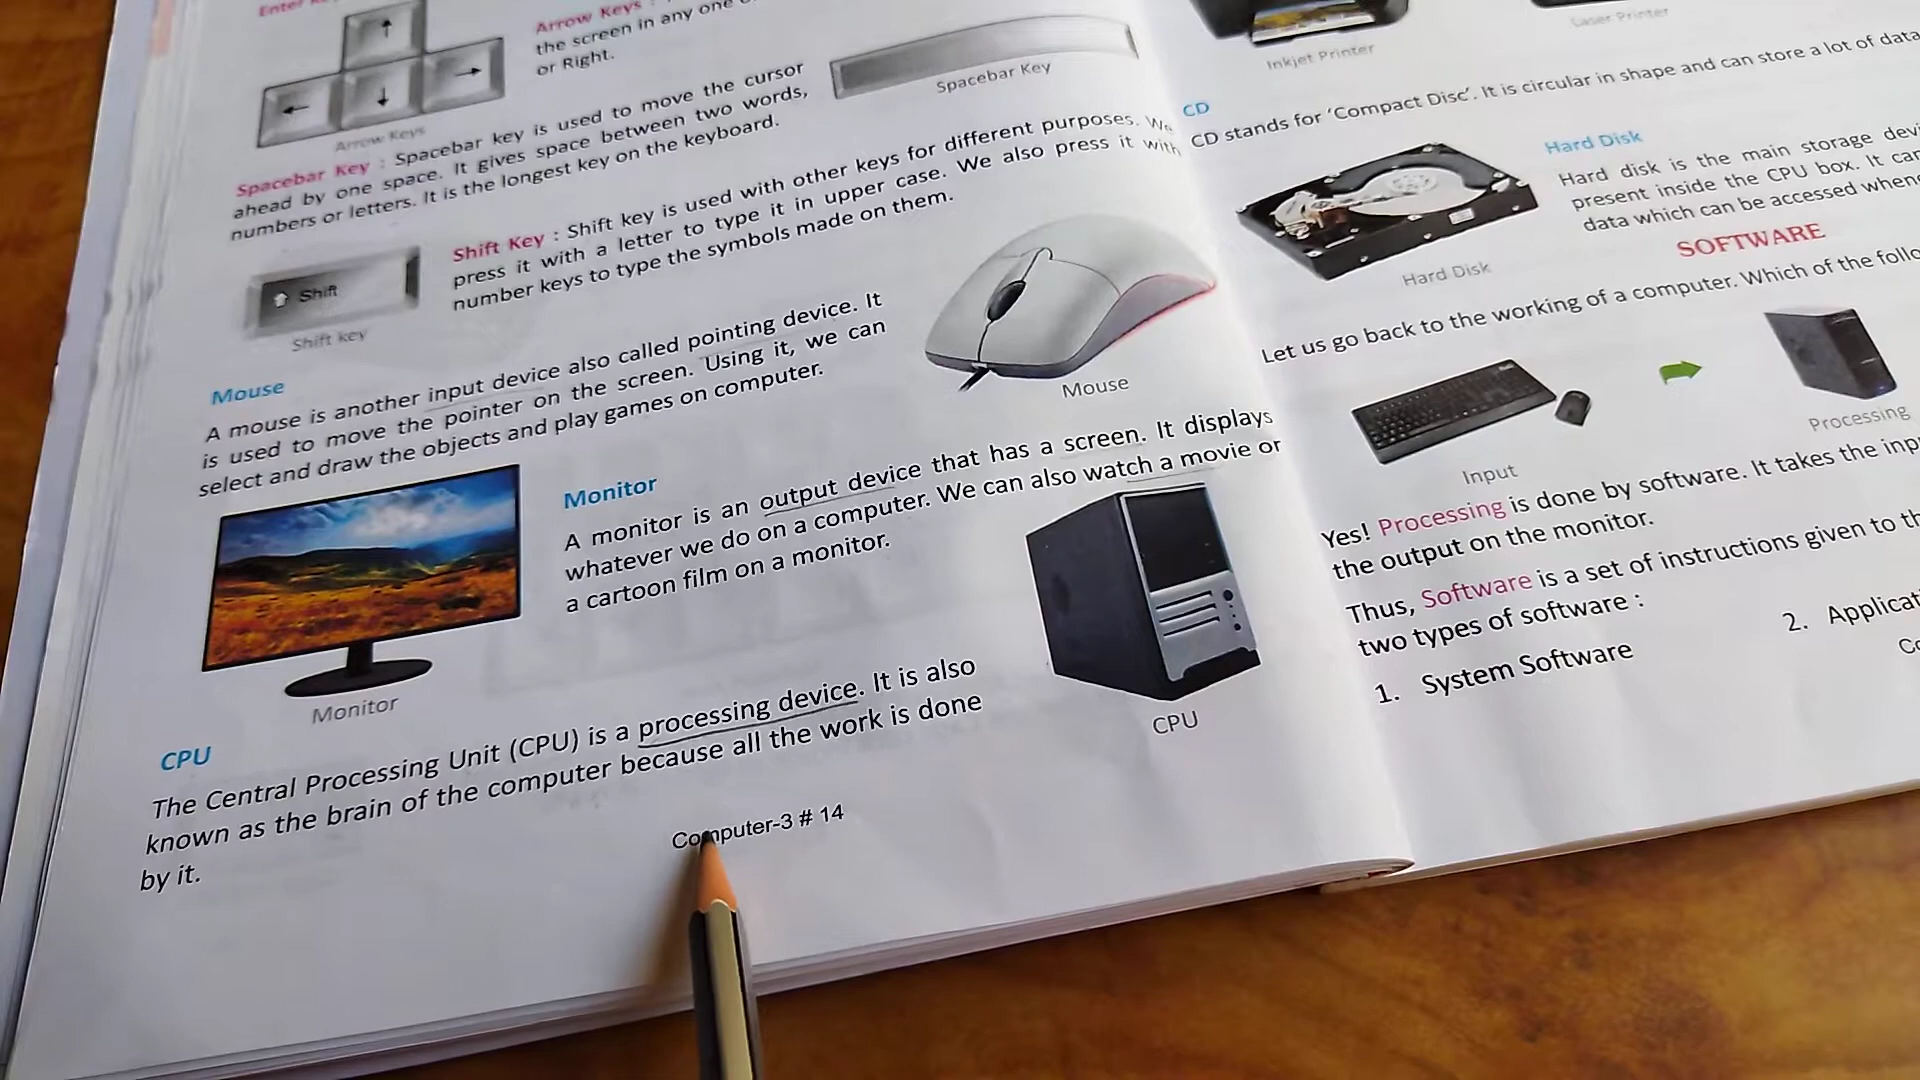 Arrow Keys :
the screen in any one
or Right.
Arrow Keys
Spacebar Key
Spacebar Key : Spacebar key is used to move the cursor
ahead by one space. It gives space between two words,
numbers or letters. It is the longest key on the keyboard.
Shift Key : Shift key is used with other keys for different purposes. We
press it with a letter to type it in upper case. We also press it with
number keys to type the symbols made on them.
Shift
Shift key
Mouse
A mouse is another input device also called pointing device. It
is used to move the pointer on the screen. Using it, we can
select and draw the objects and play games on computer.
Mouse
Monitor
A monitor is an output device that has a screen. It displays
whatever we do on a computer. We can also watch a movie or
a cartoon film on a monitor.
Monitor
CPU
The Central Processing Unit (CPU) is a processing device. It is also
known as the brain of the computer because all the work is done
by it.
CPU
Computer-3 # 14
Inkjet Printer
Laser Printer
CD
CD stands for 'Compact Disc'. It is circular in shape and can store a lot of data
Hard Disk
Hard disk is the main storage
present inside the CPU box. It can
data which can be accessed
Hard Disk
SOFTWARE
Let us go back to the working of a computer. Which of the
Input
Processing
Yes! Processing is done by software. It takes the
the output on the monitor.
Thus, Software is a set of instructions given to
two types of software :
1. System Software
2.